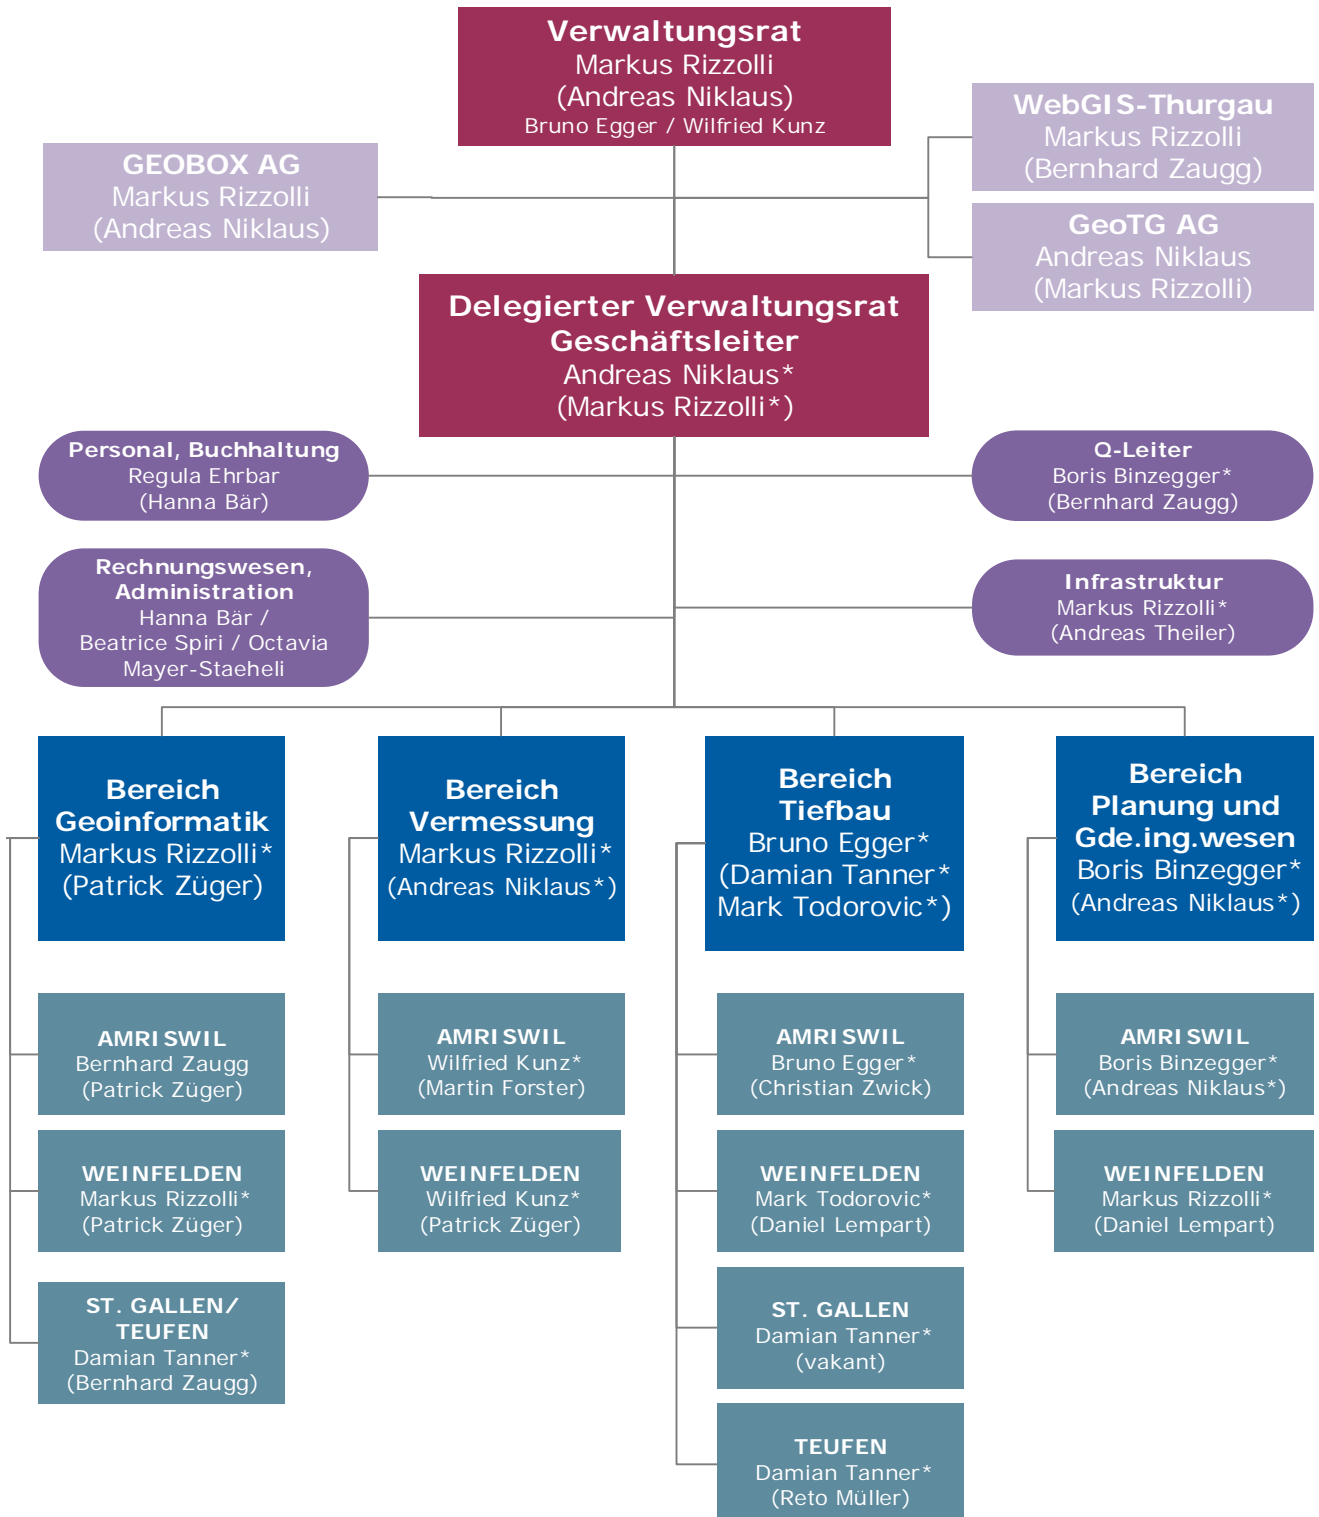 Verwaltungsrat
Markus Rizzolli
(Andreas Niklaus)
Bruno Egger / Wilfried Kunz
GEOBOX AG
Markus Rizzolli
(Andreas Niklaus)
WebGIS-Thurgau
Markus Rizzolli
(Bernhard Zaugg)
GeoTG AG
Andreas Niklaus
(Markus Rizzolli)
Delegierter Verwaltungsrat
Geschäftsleiter
Andreas Niklaus*
(Markus Rizzolli*)
Personal, Buchhaltung
Regula Ehrbar
(Hanna Bär)
Q-Leiter
Boris Binzegger*
(Bernhard Zaugg)
Rechnungswesen,
Administration
Hanna Bär /
Beatrice Spiri / Octavia
Mayer-Staeheli
Infrastruktur
Markus Rizzolli*
(Andreas Theiler)
Bereich
Geoinformatik
Markus Rizzolli*
(Patrick Züger)
AMRISWIL
Bernhard Zaugg
(Patrick Züger)
WEINFELDEN
Markus Rizzolli*
(Patrick Züger)
ST. GALLEN/
TEUFEN
Damian Tanner*
(Bernhard Zaugg)
Bereich
Vermessung
Markus Rizzolli*
(Andreas Niklaus*)
AMRISWIL
Wilfried Kunz*
(Martin Forster)
WEINFELDEN
Wilfried Kunz*
(Patrick Züger)
Bereich
Tiefbau
Bruno Egger*
(Damian Tanner*
Mark Todorovic*)
AMRISWIL
Bruno Egger*
(Christian Zwick)
WEINFELDEN
Mark Todorovic*
(Daniel Lempart)
ST. GALLEN
Damian Tanner*
(vakant)
TEUFEN
Damian Tanner*
(Reto Müller)
Bereich
Planung und
Gde.ing.wesen
Boris Binzegger*
(Andreas Niklaus*)
AMRISWIL
Boris Binzegger*
(Andreas Niklaus*)
WEINFELDEN
Markus Rizzolli*
(Daniel Lempart)